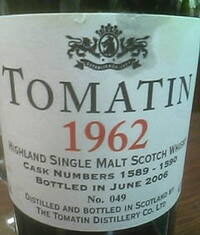 TOMATIN
1962
HIGHLAND SINGLE MALT SCOTCH
CASK NUMBERS 1589 - 1590
BOTTLED IN JUNE 2006
No. 049
DISTILLED AND BOTTLED IN SCOTLAND BY
THE TOMATIN DISTILLERY CO. LTD